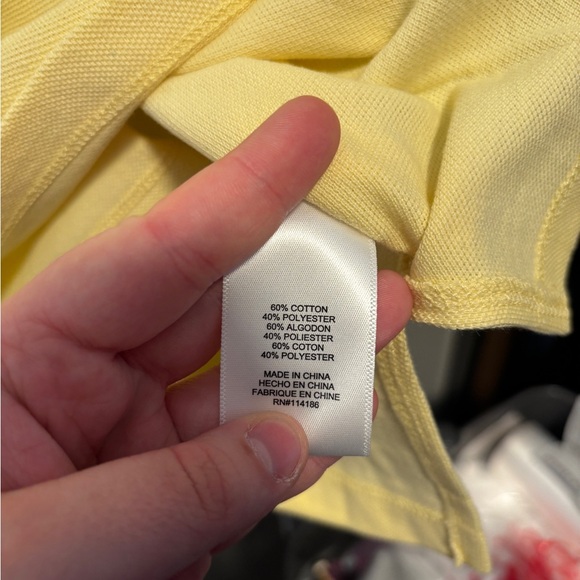 60% COTTON
40% POLYESTER
60% ALGODON
40% POLIESTER
60% COTON
40% POLYESTER
MADE IN CHINA
HECHO EN CHINA
FABRIQUE EN CHINE
RN#114186